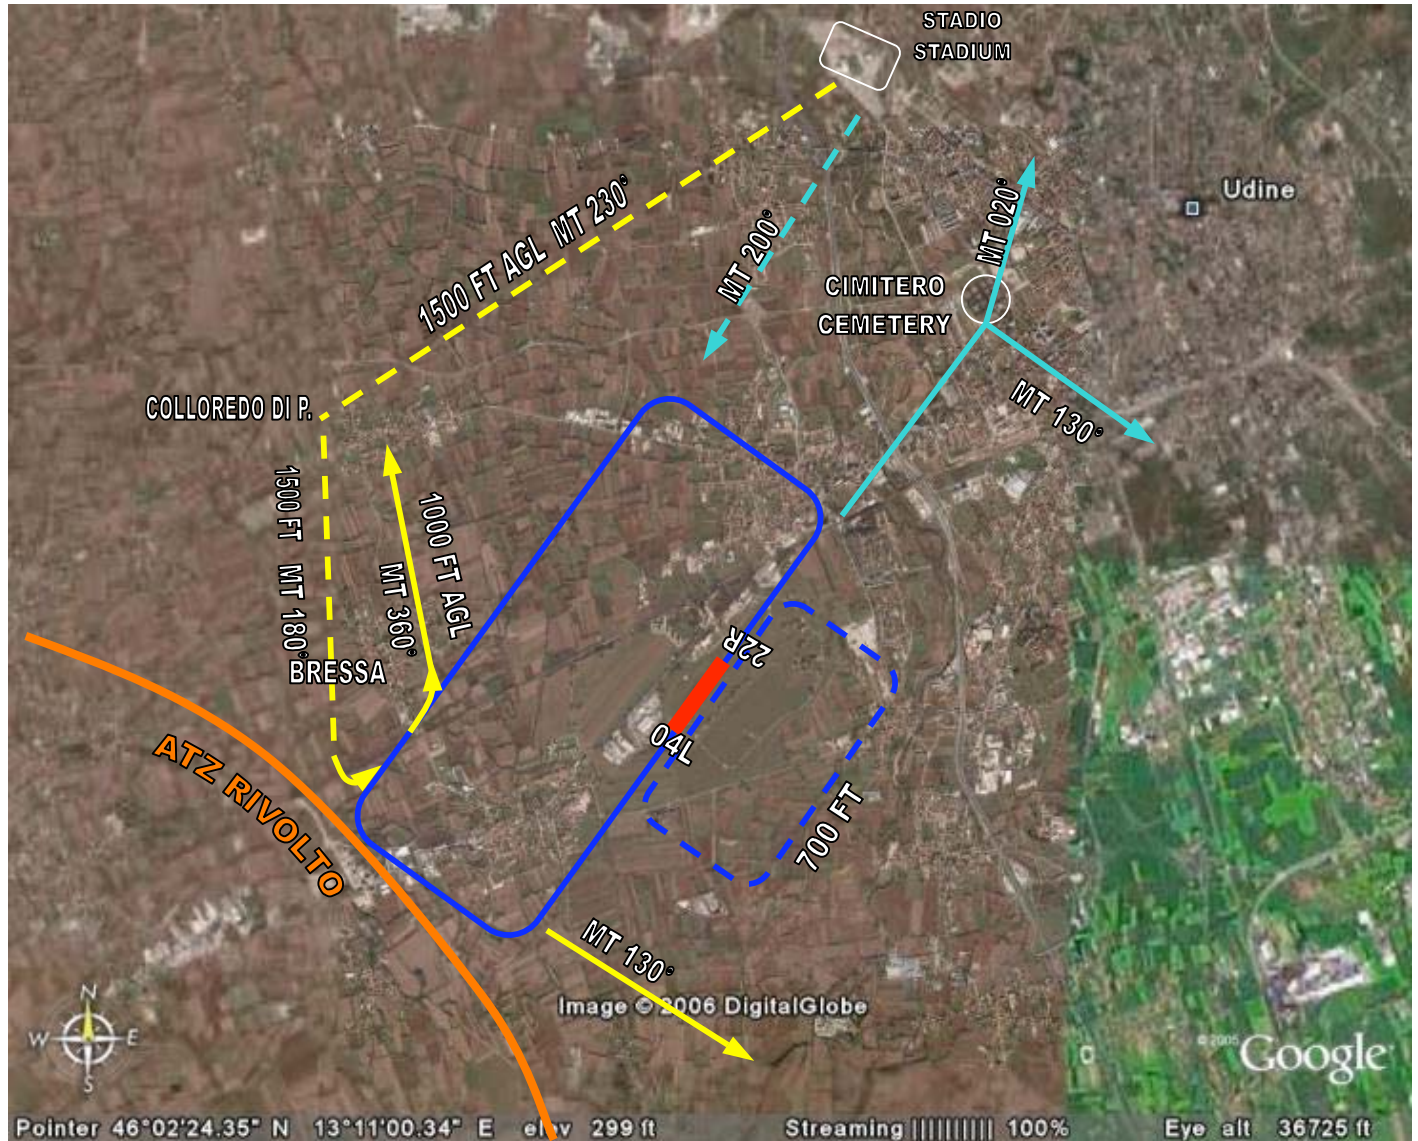 STADIO
STADIUM
Udine
1500 FT AGL MT 230°
MT 200°
MT 020°
CIMITERO
CEMETERY
MT 130°
COLLOREDO DI P.
1500 FT MT 180°
1000 FT AGL
MT 360°
BRESSA
22R
04L
ATZ RIVOLTO
700 FT
MT 130°
Image © 2006 DigitalGlobe
N
W E
S
© 2005 Google
Pointer 46°02'24.35" N 13°11'00.34" E elev 299 ft Streaming |||||||||| 100% Eye alt 36725 ft